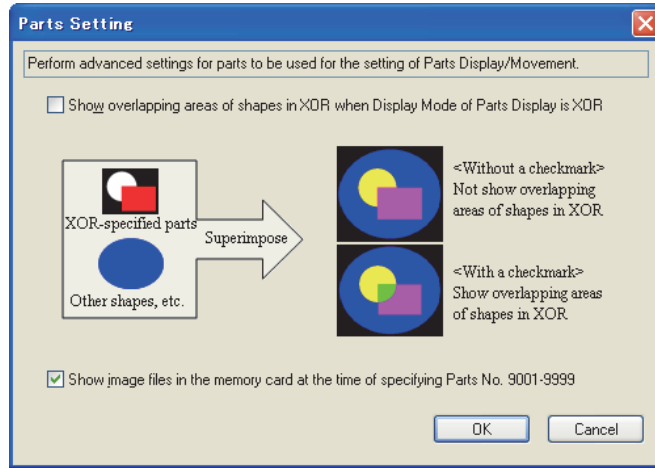 Parts Setting
Perform advanced settings for parts to be used for the setting of Parts Display/Movement.
Show overlapping areas of shapes in XOR when Display Mode of Parts Display is XOR
XOR-specified parts
Other shapes, etc.
Superimpose
<Without a checkmark>
Not show overlapping
areas of shapes in XOR
<With a checkmark>
Show overlapping areas
of shapes in XOR
Show image files in the memory card at the time of specifying Parts No. 9001-9999
OK
Cancel